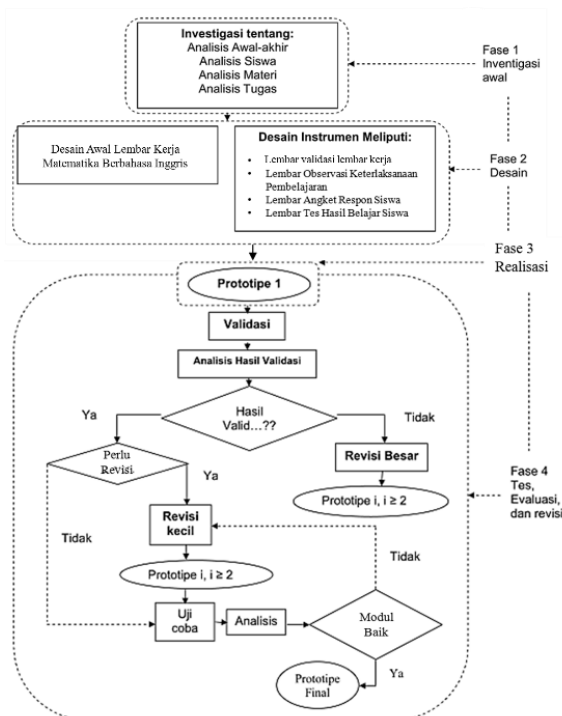 Investigasi tentang:
Analisis Awal-akhir
Analisis Siswa
Analisis Materi
Analisis Tugas
Fase 1
Inventigasi
awal
Desain Awal Lembar Kerja
Matematika Berbahasa Inggris
Desain Instrumen Meliputi:
• Lembar validasi lembar kerja
• Lembar Observasi Keterlaksanaan
Pembelajaran
• Lembar Angket Respon Siswa
• Lembar Tes Hasil Belajar Siswa
Fase 2
Desain
Fase 3
Realisasi
Prototipe 1
Validasi
Analisis Hasil Validasi
Hasil
Valid...??
Ya
Tidak
Perlu
Revisi
Revisi Besar
Ya
Prototipe i, i ≥ 2
Fase 4
Tes,
Evaluasi,
dan revisi
Revisi
kecil
Tidak
Tidak
Prototipe i, i ≥ 2
Uji
coba
Analisis
Modul
Baik
Ya
Prototipe
Final